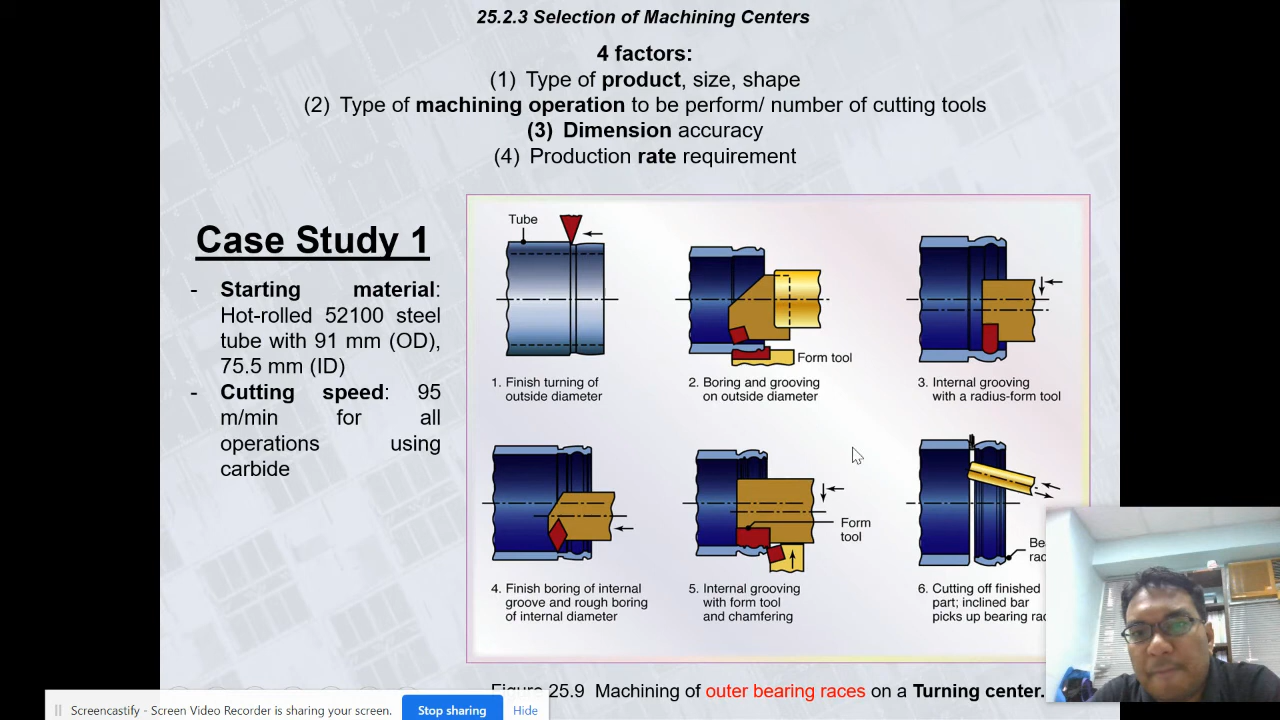 25.2.3 Selection of Machining Centers
4 factors:
(1) Type of product, size, shape
(2) Type of machining operation to be perform/ number of cutting tools
(3) Dimension accuracy
(4) Production rate requirement
Case Study 1
- Starting material:
Hot-rolled 52100 steel
tube with 91 mm (OD),
75.5 mm (ID)
- Cutting speed: 95
m/min for all
operations using
carbide
Tube
1. Finish turning of
outside diameter
Form tool
2. Boring and grooving
on outside diameter
3. Internal grooving
with a radius-form tool
4. Finish boring of internal
groove and rough boring
of internal diameter
Form
tool
5. Internal grooving
with form tool
and chamfering
6. Cutting off finished
part; inclined bar
picks up bearing
25.9 Machining of outer bearing races on a Turning center.
Screencastify - Screen Video Recorder is sharing your screen.
Stop sharing
Hide